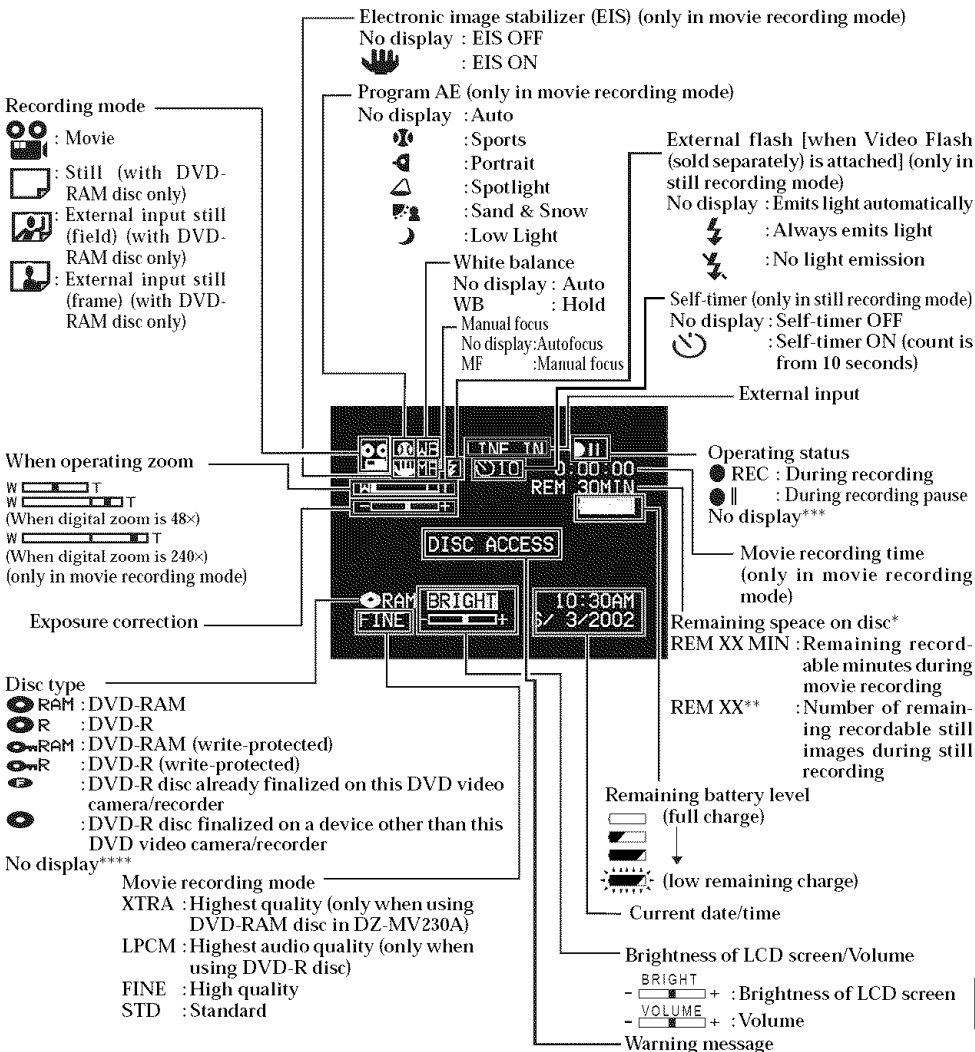 Electronic image stabilizer (EIS) (only in movie recording mode)
No display : EIS OFF
: EIS ON
Program AE (only in movie recording mode)
No display : Auto
: Sports
: Portrait
: Spotlight
: Sand & Snow
: Low Light
Recording mode
: Movie
: Still (with DVD-
RAM disc only)
: External input still
(field) (with DVD-
RAM disc only)
: External input still
(frame) (with DVD-
RAM disc only)
External flash [when Video Flash
(sold separately) is attached] (only in
still recording mode)
No display : Emits light automatically
: Always emits light
: No light emission
White balance
No display : Auto
WB : Hold
Manual focus
No display:Autofocus
MF :Manual focus
Self-timer (only in still recording mode)
No display : Self-timer OFF
: Self-timer ON (count is
from 10 seconds)
External input
When operating zoom
W T
W T
(When digital zoom is 48×)
W T
(When digital zoom is 240×)
(only in movie recording mode)
Exposure correction
WB
10
0:00:00
REM 30MIN
- +
DISC ACCESS
RAM
FINE
BRIGHT
- +
10:30AM
/ 3/2002
Operating status
REC : During recording
: During recording pause
No display***
Movie recording time
(only in movie recording
mode)
Remaining speace on disc*
REM XX MIN : Remaining record-
able minutes during
movie recording
REM XX** : Number of remain-
ing recordable still
images during still
recording
Disc type
RAM : DVD-RAM
R : DVD-R
RAM : DVD-RAM (write-protected)
R : DVD-R (write-protected)
: DVD-R disc already finalized on this DVD video
camera/recorder
: DVD-R disc finalized on a device other than this
DVD video camera/recorder
No display****
Movie recording mode
XTRA : Highest quality (only when using
DVD-RAM disc in DZ-MV230A)
LPCM : Highest audio quality (only when
using DVD-R disc)
FINE : High quality
STD : Standard
Remaining battery level
(full charge)
(low remaining charge)
Current date/time
Brightness of LCD screen/Volume
BRIGHT
- + : Brightness of LCD screen
VOLUME
- + : Volume
Warning message